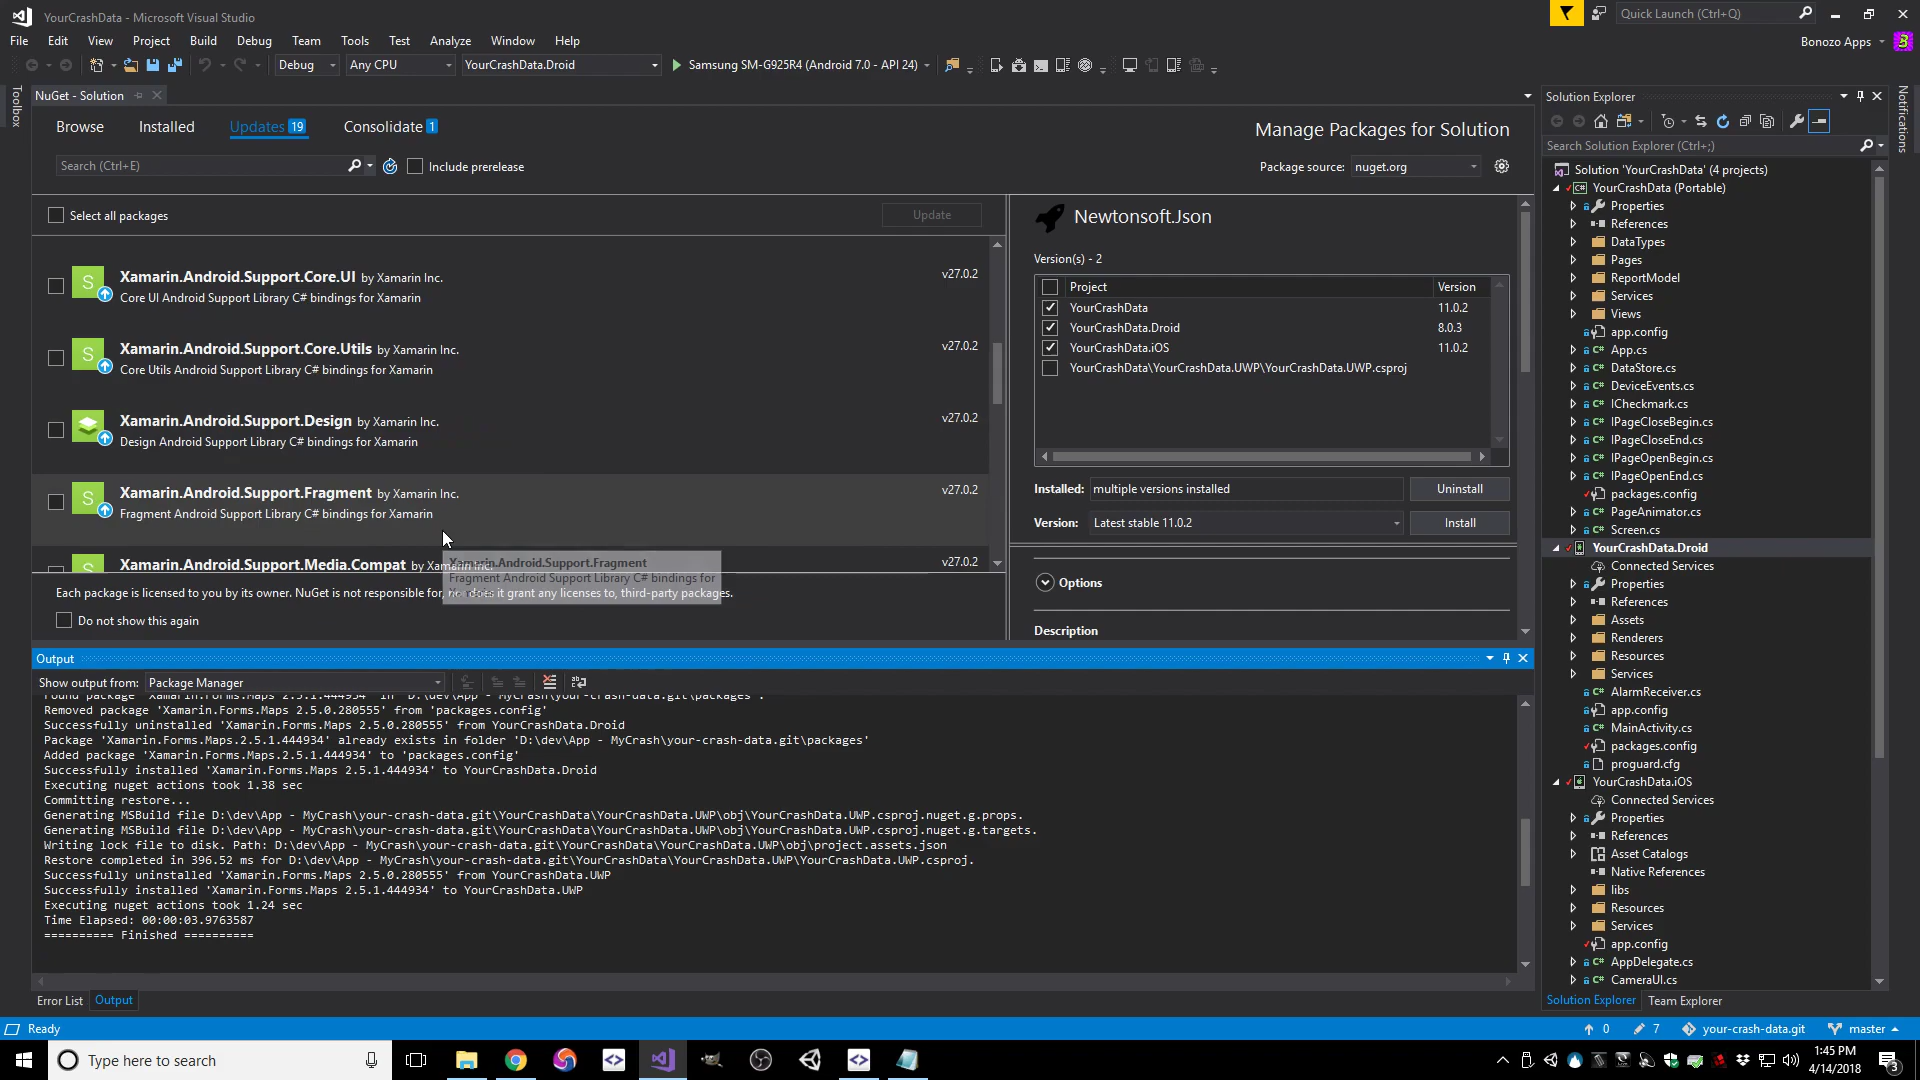 YourCrashData - Microsoft Visual Studio
Quick Launch (Ctrl+Q)
File Edit View Project Build Debug Team Tools Test Analyze Window Help
Bonozo Apps
Debug Any CPU YourCrashData.Droid Samsung SM-G925R4 (Android 7.0 - API 24)
Toolbox
NuGet - Solution
Browse Installed Updates 19 Consolidate 1
Manage Packages for Solution
Search (Ctrl+E)
Include prerelease
Package source: nuget.org
Select all packages
Update
Xamarin.Android.Support.Core.UI by Xamarin Inc. v27.0.2
Core UI Android Support Library C# bindings for Xamarin
Xamarin.Android.Support.Core.Utils by Xamarin Inc. v27.0.2
Core Utils Android Support Library C# bindings for Xamarin
Xamarin.Android.Support.Design by Xamarin Inc. v27.0.2
Design Android Support Library C# bindings for Xamarin
Xamarin.Android.Support.Fragment by Xamarin Inc. v27.0.2
Fragment Android Support Library C# bindings for Xamarin
Xamarin.Android.Support.Media.Compat by Xamarin Inc. v27.0.2
Xamarin.Android.Support.Fragment
Fragment Android Support Library C# bindings for
Each package is licensed to you by its owner. NuGet is not responsible for, nor does it grant any licenses to, third-party packages.
Do not show this again
Newtonsoft.Json
Version(s) - 2
Project Version
YourCrashData 11.0.2
YourCrashData.Droid 8.0.3
YourCrashData.iOS 11.0.2
YourCrashData\YourCrashData.UWP\YourCrashData.UWP.csproj
Installed: multiple versions installed Uninstall
Version: Latest stable 11.0.2 Install
Options
Description
Output
Show output from: Package Manager
Found package 'Xamarin.Forms.Maps 2.5.1.444934' in 'D:\dev\App - MyCrash\your-crash-data.git\packages'.
Removed package 'Xamarin.Forms.Maps 2.5.0.280555' from 'packages.config'
Successfully uninstalled 'Xamarin.Forms.Maps 2.5.0.280555' from YourCrashData.Droid
Package 'Xamarin.Forms.Maps.2.5.1.444934' already exists in folder 'D:\dev\App - MyCrash\your-crash-data.git\packages'
Added package 'Xamarin.Forms.Maps.2.5.1.444934' to 'packages.config'
Successfully installed 'Xamarin.Forms.Maps 2.5.1.444934' to YourCrashData.Droid
Executing nuget actions took 1.38 sec
Committing restore...
Generating MSBuild file D:\dev\App - MyCrash\your-crash-data.git\YourCrashData\YourCrashData.UWP\obj\YourCrashData.UWP.csproj.nuget.g.props.
Generating MSBuild file D:\dev\App - MyCrash\your-crash-data.git\YourCrashData\YourCrashData.UWP\obj\YourCrashData.UWP.csproj.nuget.g.targets.
Writing lock file to disk. Path: D:\dev\App - MyCrash\your-crash-data.git\YourCrashData\YourCrashData.UWP\obj\project.assets.json
Restore completed in 396.52 ms for D:\dev\App - MyCrash\your-crash-data.git\YourCrashData\YourCrashData.UWP\YourCrashData.UWP.csproj.
Successfully uninstalled 'Xamarin.Forms.Maps 2.5.0.280555' from YourCrashData.UWP
Successfully installed 'Xamarin.Forms.Maps 2.5.1.444934' to YourCrashData.UWP
Executing nuget actions took 1.24 sec
Time Elapsed: 00:00:03.9763587
========== Finished ==========
Error List Output
Solution Explorer
Notifications
Search Solution Explorer (Ctrl+;)
Solution 'YourCrashData' (4 projects)
YourCrashData (Portable)
Properties
References
DataTypes
Pages
ReportModel
Services
Views
app.config
App.cs
DataStore.cs
DeviceEvents.cs
ICheckmark.cs
IPageCloseBegin.cs
IPageCloseEnd.cs
IPageOpenBegin.cs
IPageOpenEnd.cs
packages.config
PageAnimator.cs
Screen.cs
YourCrashData.Droid
Connected Services
Properties
References
Assets
Renderers
Resources
Services
AlarmReceiver.cs
app.config
MainActivity.cs
packages.config
proguard.cfg
YourCrashData.iOS
Connected Services
Properties
References
Asset Catalogs
Native References
libs
Resources
Services
app.config
AppDelegate.cs
CameraUI.cs
Solution Explorer Team Explorer
Ready 0 7 your-crash-data.git master
Type here to search
1:45 PM
4/14/2018
3